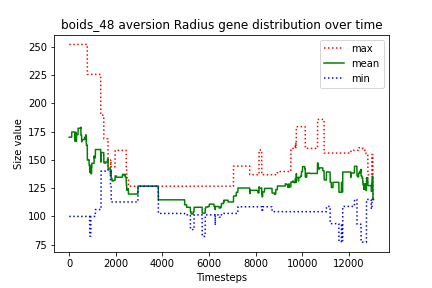 boids_48 aversion Radius gene distribution over time
250
225
200
175
150
125
100
75
Size value
max
mean
min
0
2000
4000
6000
8000
10000
12000
Timesteps